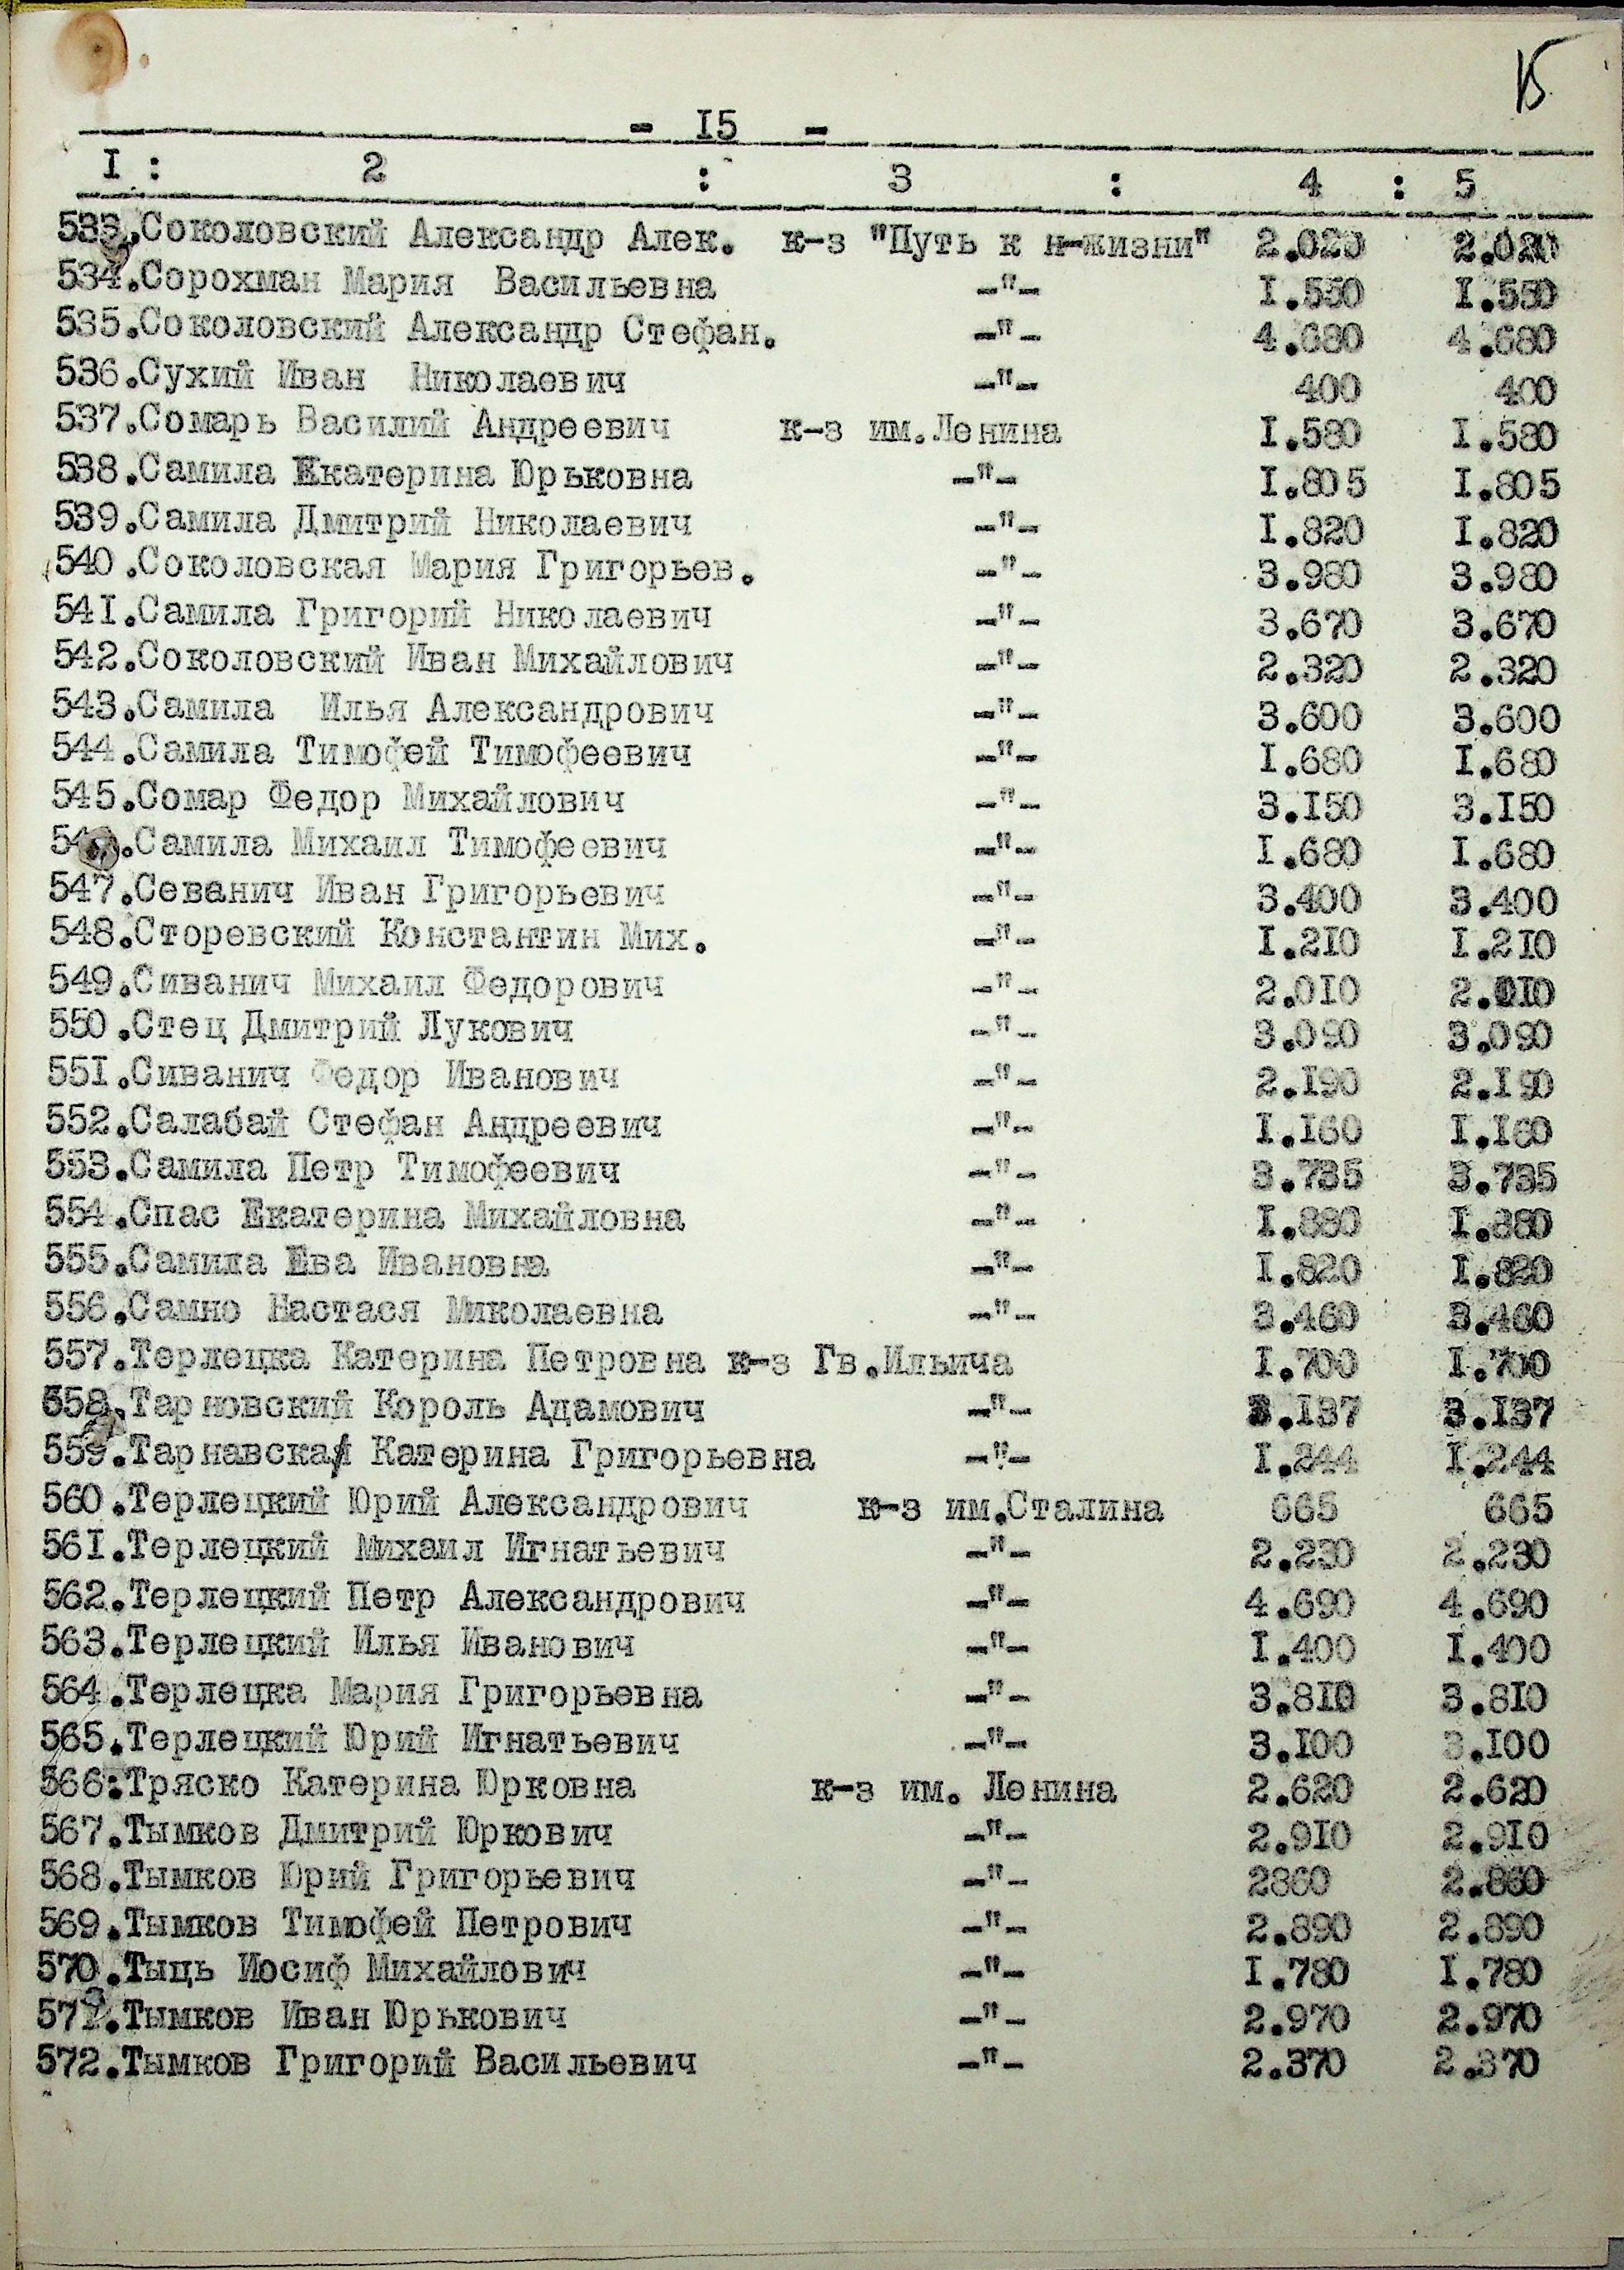 15
- I5 -
I : 2 : 3 : 4 : 5
533.Соколовский Александр Алек. к-з "Путь к н-жизни" 2.020 2.020
534.Сорохман Мария Васильевна -"- I.550 I.550
535.Соколовский Александр Стефан. -"- 4.680 4.680
536.Сухий Иван Николаевич -"- 400 400
537.Сомарь Василий Андреевич к-з им.Ленина I.580 I.580
538.Самила Екатерина Юрьковна -"- I.805 I.805
539.Самила Дмитрий Николаевич -"- I.820 I.820
540.Соколовская Мария Григорьев. -"- 3.980 3.980
54I.Самила Григорий Николаевич -"- 3.670 3.670
542.Соколовский Иван Михайлович -"- 2.320 2.320
543.Самила Илья Александрович -"- 3.600 3.600
544.Самила Тимофей Тимофеевич -"- I.680 I.680
545.Сомар Федор Михайлович -"- 3.I50 3.I50
546.Самила Михаил Тимофеевич -"- I.680 I.680
547.Севанич Иван Григорьевич -"- 3.400 3.400
548.Сторевский Константин Мих. -"- I.2I0 I.2I0
549.Сиванич Михаил Федорович -"- 2.0I0 2.0I0
550.Стец Дмитрий Лукович -"- 3.090 3.090
55I.Сиванич Федор Иванович -"- 2.I90 2.I90
552.Салабай Стефан Андреевич -"- I.I60 I.I60
553.Самила Петр Тимофеевич -"- 3.735 3.735
554.Спас Екатерина Михайловна -"- I.880 I.880
555.Самила Ева Ивановна -"- I.820 I.820
556.Самно Настася Миколаевна -"- 3.460 3.460
557.Терлецка Катерина Петровна к-з Гв.Ильича I.700 I.700
558.Тарновский Король Адамович -"- 3.I37 3.I37
559.Тарнавская Катерина Григорьевна -"- I.244 I.244
560.Терлецкий Юрий Александрович к-з им.Сталина 665 665
56I.Терлецкий Михаил Игнатьевич -"- 2.230 2.230
562.Терлецкий Петр Александрович -"- 4.690 4.690
563.Терлецкий Илья Иванович -"- I.400 I.400
564.Терлецка Мария Григорьевна -"- 3.8I0 3.8I0
565.Терлецкий Юрий Игнатьевич -"- 3.I00 3.I00
566:Тряско Катерина Юрковна к-з им. Ленина 2.620 2.620
567.Тымков Дмитрий Юркович -"- 2.9I0 2.9I0
568.Тымков Юрий Григорьевич -"- 2860 2.860
569.Тымков Тимофей Петрович -"- 2.890 2.890
570.Тыць Иосиф Михайлович -"- I.780 I.780
57I.Тымков Иван Юрькович -"- 2.970 2.970
572.Тымков Григорий Васильевич -"- 2.370 2.370